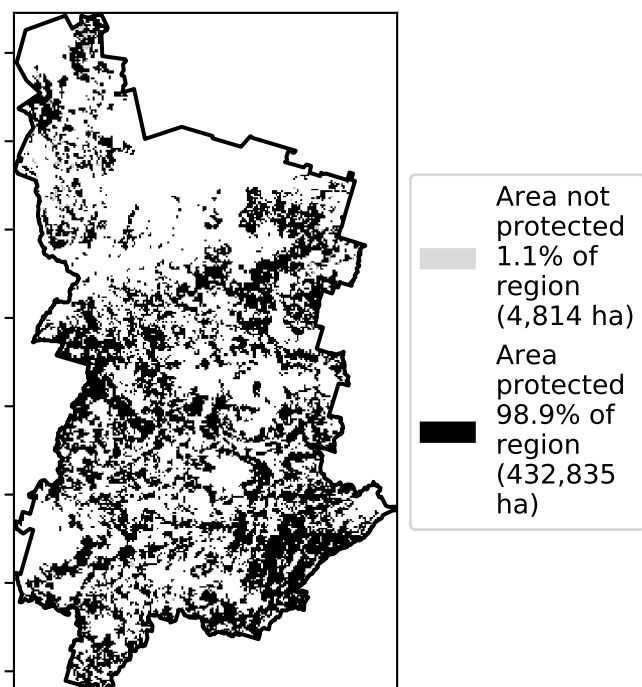 Area not
protected
1.1% of
region
(4,814 ha)
Area
protected
98.9% of
region
(432,835
ha)